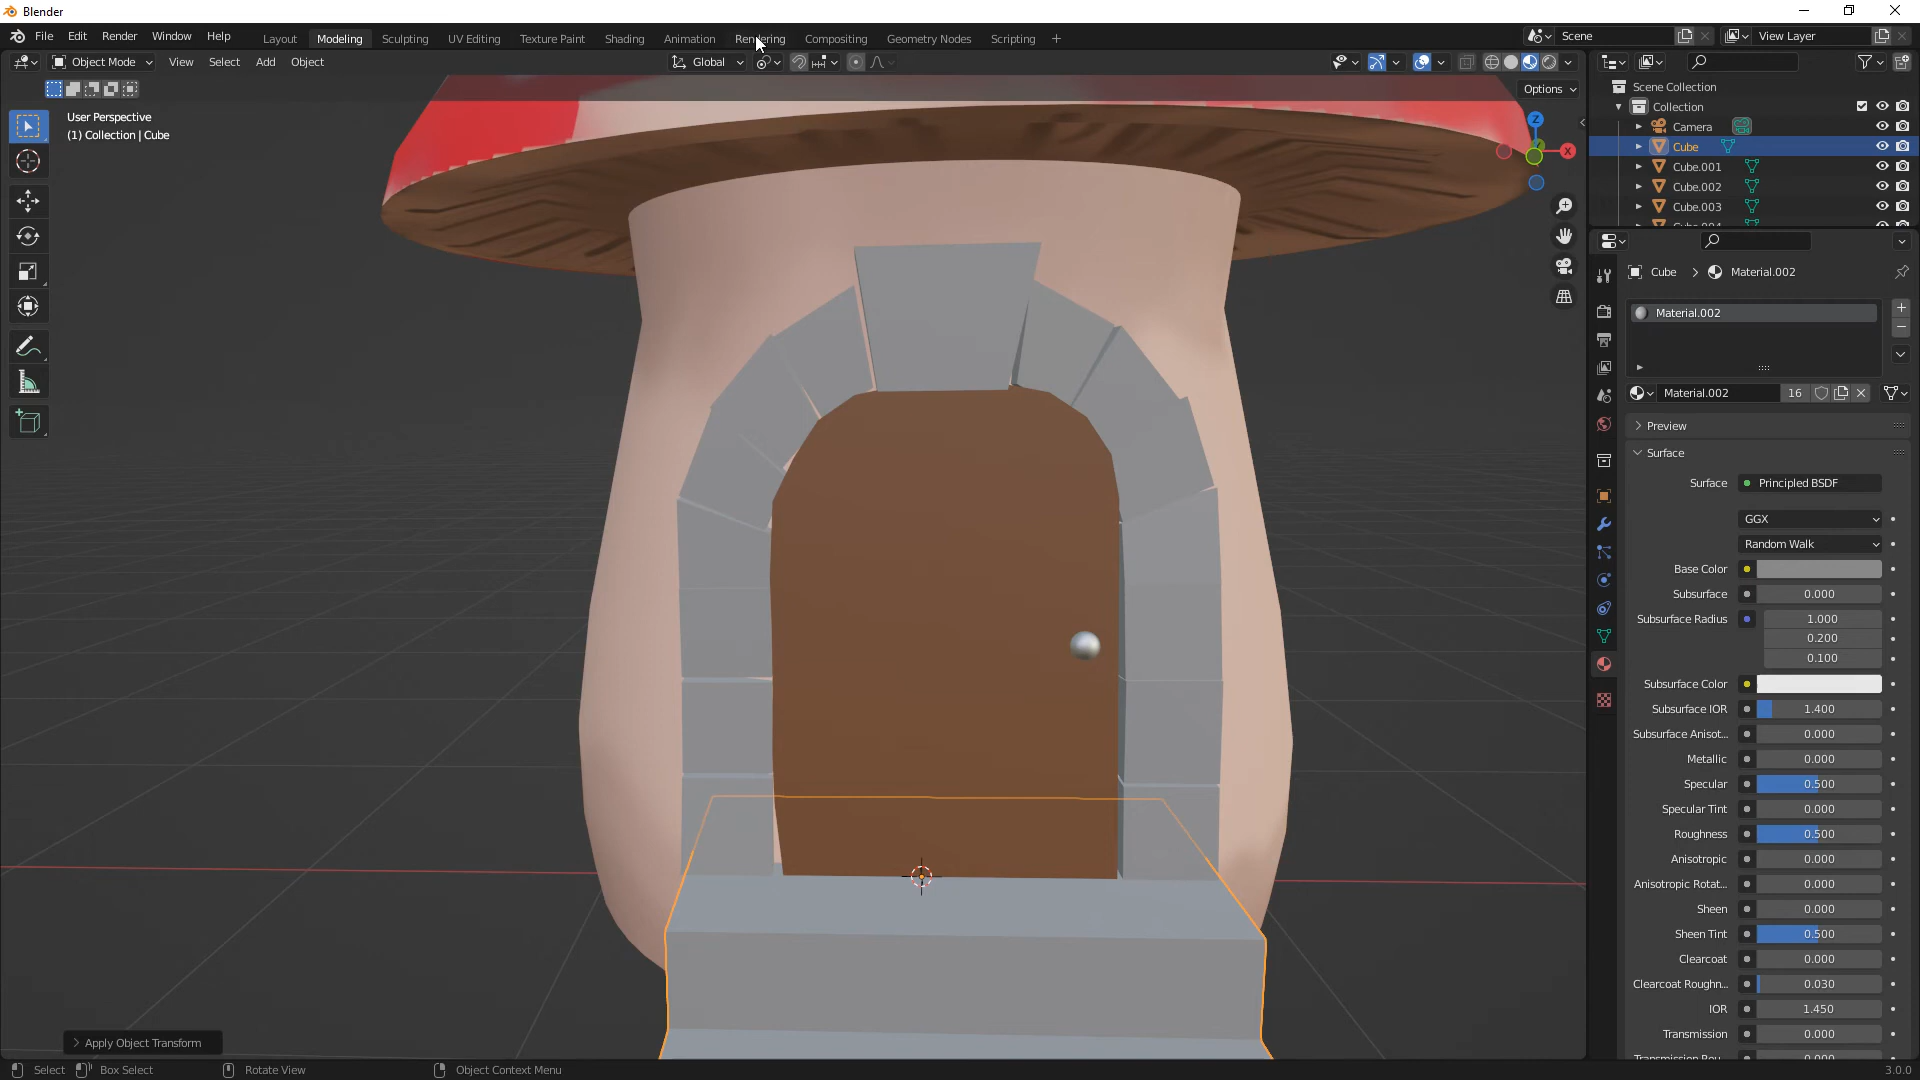 Blender
File Edit Render Window Help Layout Modeling Sculpting UV Editing Texture Paint Shading Animation Rendering Compositing Geometry Nodes Scripting + Scene View Layer
Object Mode View Select Add Object Global
Options
User Perspective
(1) Collection | Cube
Z
X
Scene Collection
Collection
Camera
Cube
Cube.001
Cube.002
Cube.003
Cube > Material.002
Material.002
Material.002 16
Preview
Surface
Surface Principled BSDF
GGX
Random Walk
Base Color
Subsurface 0.000
Subsurface Radius 1.000
0.200
0.100
Subsurface Color
Subsurface IOR 1.400
Subsurface Anisot... 0.000
Metallic 0.000
Specular 0.500
Specular Tint 0.000
Roughness 0.500
Anisotropic 0.000
Anisotropic Rotat... 0.000
Sheen 0.000
Sheen Tint 0.500
Clearcoat 0.000
Clearcoat Roughn... 0.030
IOR 1.450
Transmission 0.000
> Apply Object Transform
Select Box Select Rotate View Object Context Menu 3.0.0